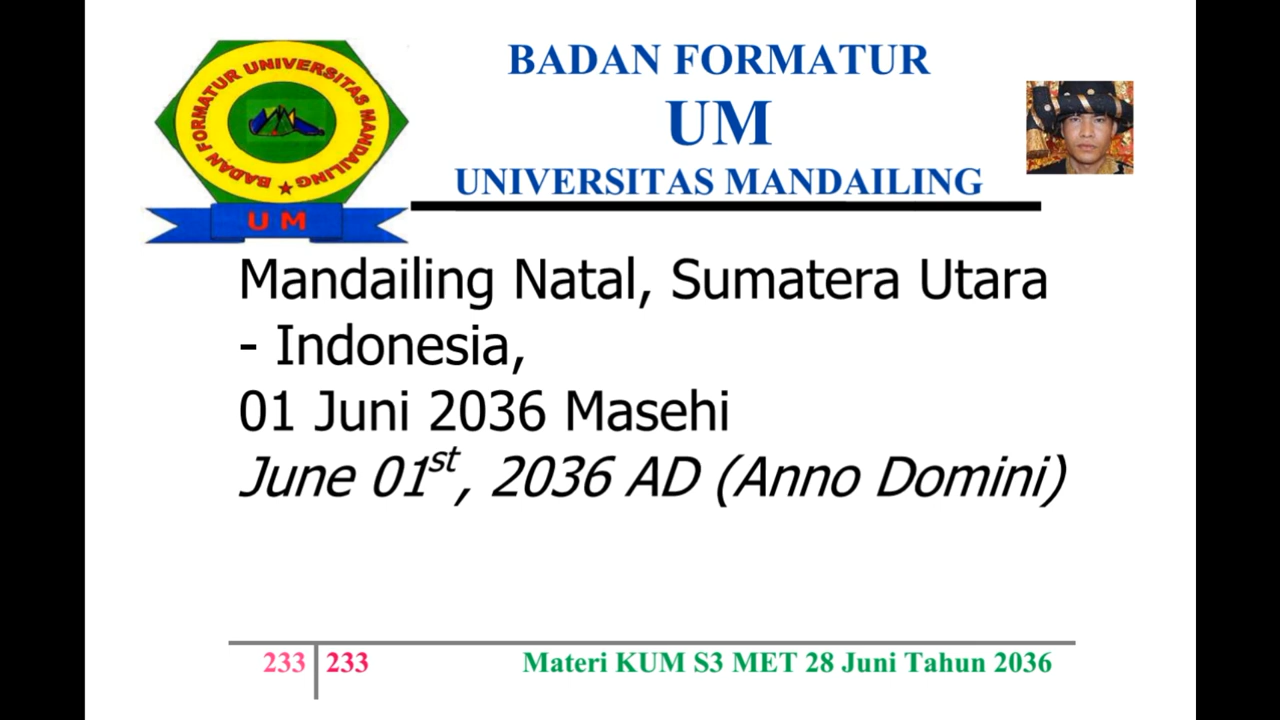 BADAN FORMATUR UNIVERSITAS MANDAILING
UM
BADAN FORMATUR
UM
UNIVERSITAS MANDAILING
Mandailing Natal, Sumatera Utara
- Indonesia,
01 Juni 2036 Masehi
June 01st, 2036 AD (Anno Domini)
233 233 Materi KUM S3 MET 28 Juni Tahun 2036